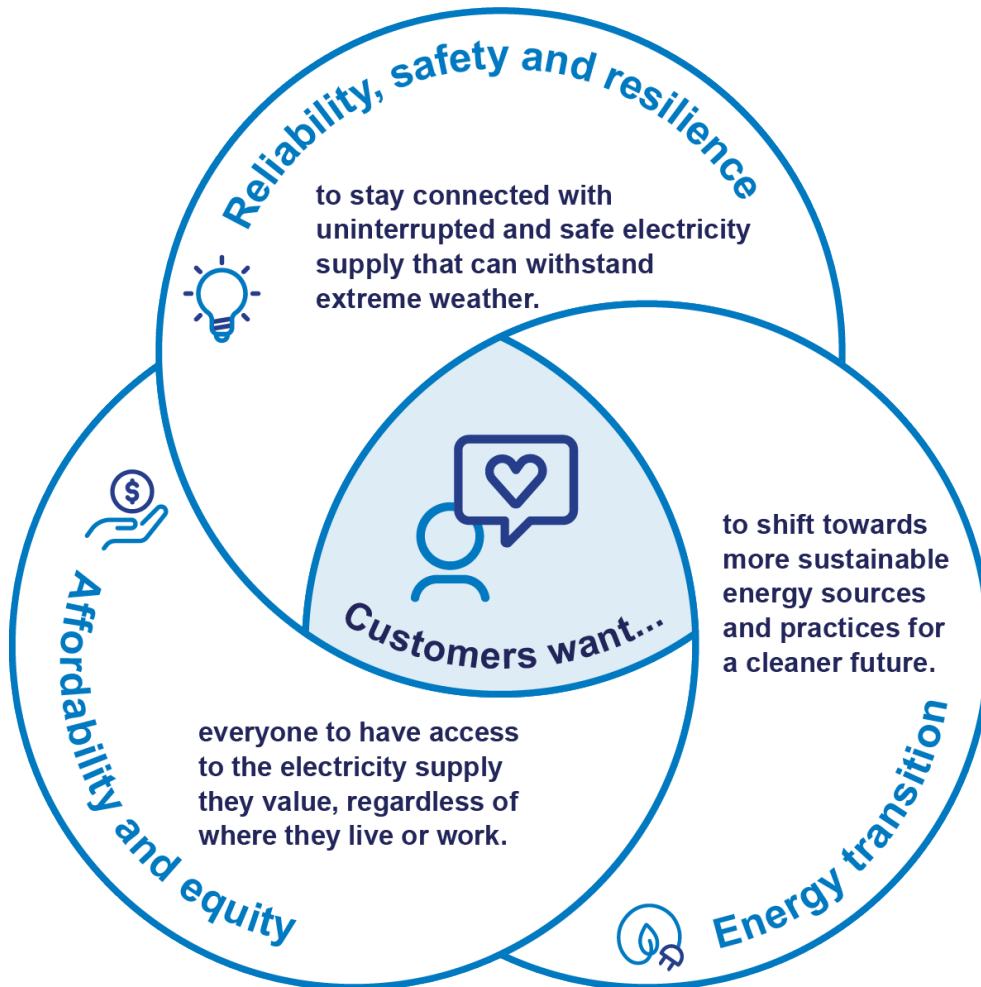 Reliability, safety and resilience
to stay connected with
uninterrupted and safe electricity
supply that can withstand
extreme weather.
$
Customers want...
to shift towards
more sustainable
energy sources
and practices for
a cleaner future.
Energy transition
Affordability and equity
everyone to have access
to the electricity supply
they value, regardless of
where they live or work.